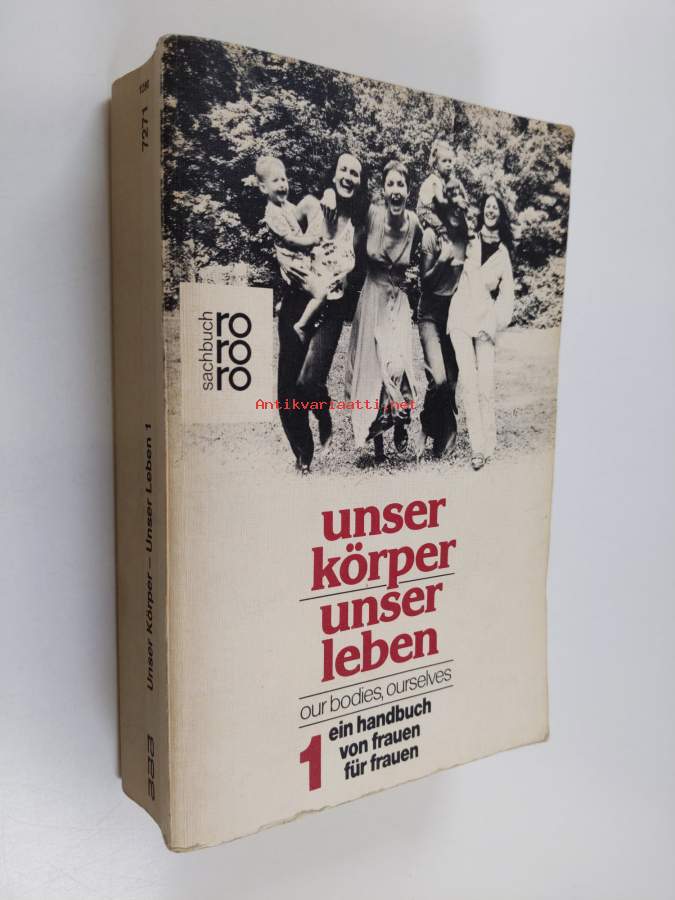 unser
körper
unser
leben
our bodies, ourselves
1
ein handbuch
von frauen
für frauen
sachbuch
ro
ro
ro
Antikvariaatti.net
Unser Körper – Unser Leben 1
7271